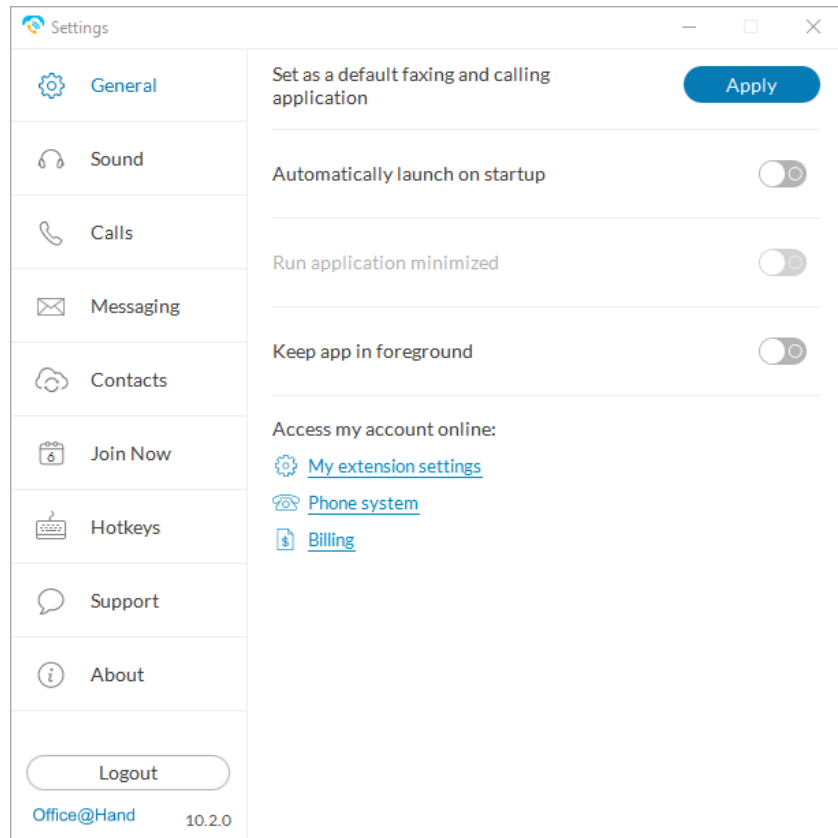 Settings
General
Sound
Calls
Messaging
Contacts
6
Join Now
Hotkeys
Support
i
About
Logout
Office@Hand
10.2.0
Set as a default faxing and calling
application
Apply
Automatically launch on startup
Run application minimized
Keep app in foreground
Access my account online:
My extension settings
Phone system
$
Billing